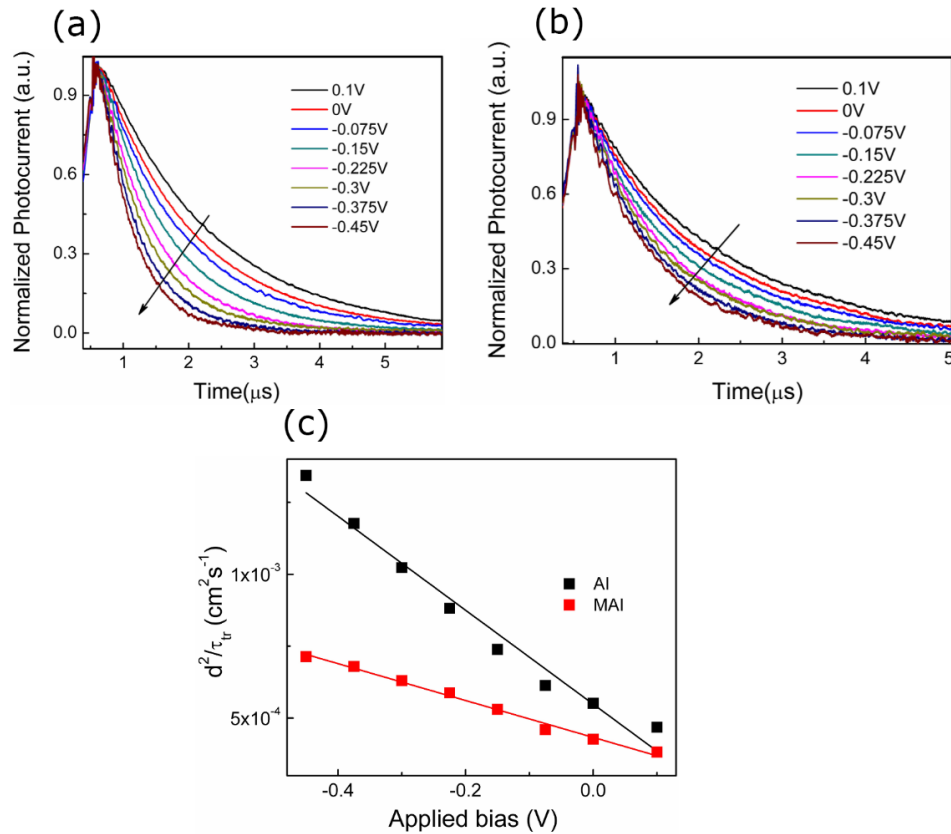 (a)
Normalized Photocurrent (a.u.)
0.9
0.6
0.3
0.0
0.1V
0V
-0.075V
-0.15V
-0.225V
-0.3V
-0.375V
-0.45V
1
2
3
4
5
Time(μs)
(b)
Normalized Photocurrent (a.u.)
0.9
0.6
0.3
0.0
0.1V
0V
-0.075V
-0.15V
-0.225V
-0.3V
-0.375V
-0.45V
1
2
3
4
5
Time(μs)
(c)
d²/τtr (cm²s⁻¹)
1x10⁻³
5x10⁻⁴
AI
MAI
-0.4
-0.2
0.0
Applied bias (V)